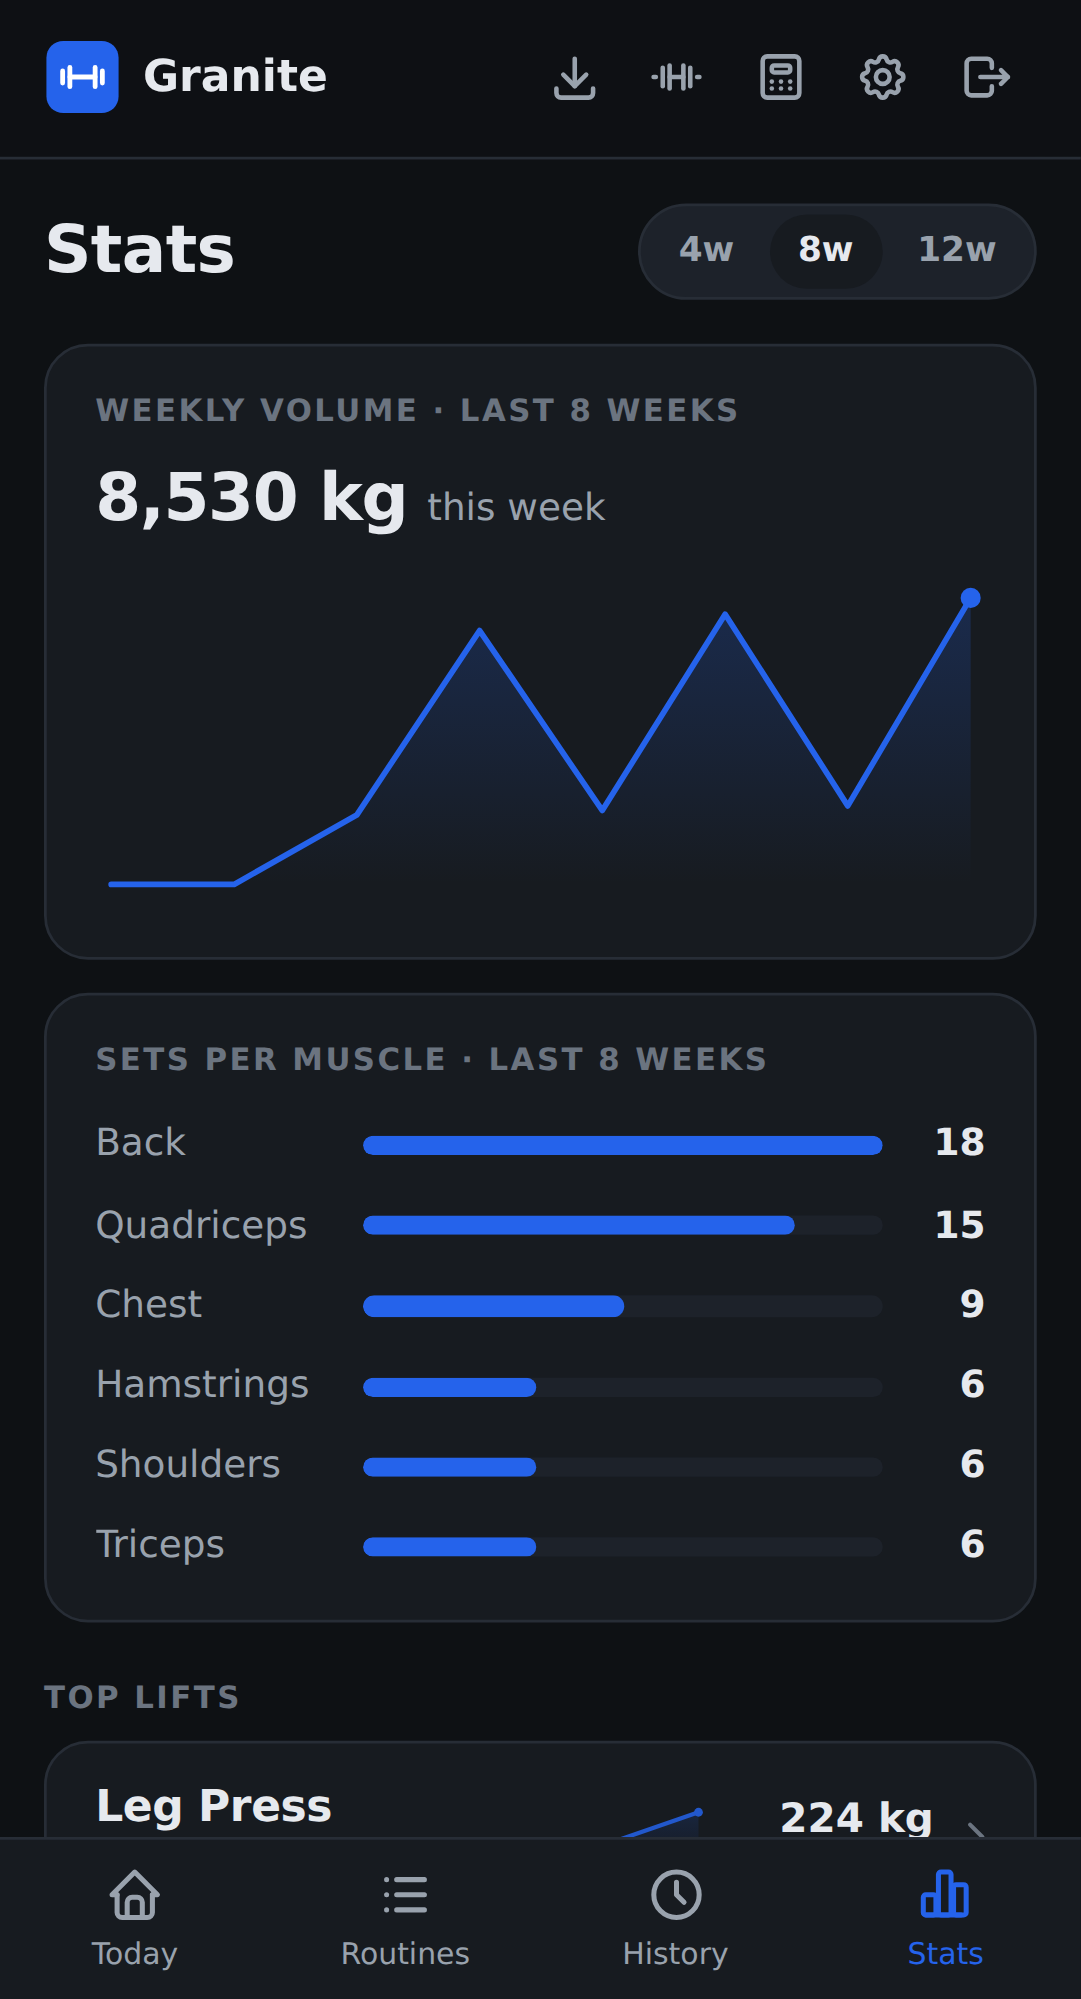 Granite
Stats
4w 8w 12w
WEEKLY VOLUME · LAST 8 WEEKS
8,530 kg this week
SETS PER MUSCLE · LAST 8 WEEKS
Back 18
Quadriceps 15
Chest 9
Hamstrings 6
Shoulders 6
Triceps 6
TOP LIFTS
Leg Press 224 kg
Today Routines History Stats